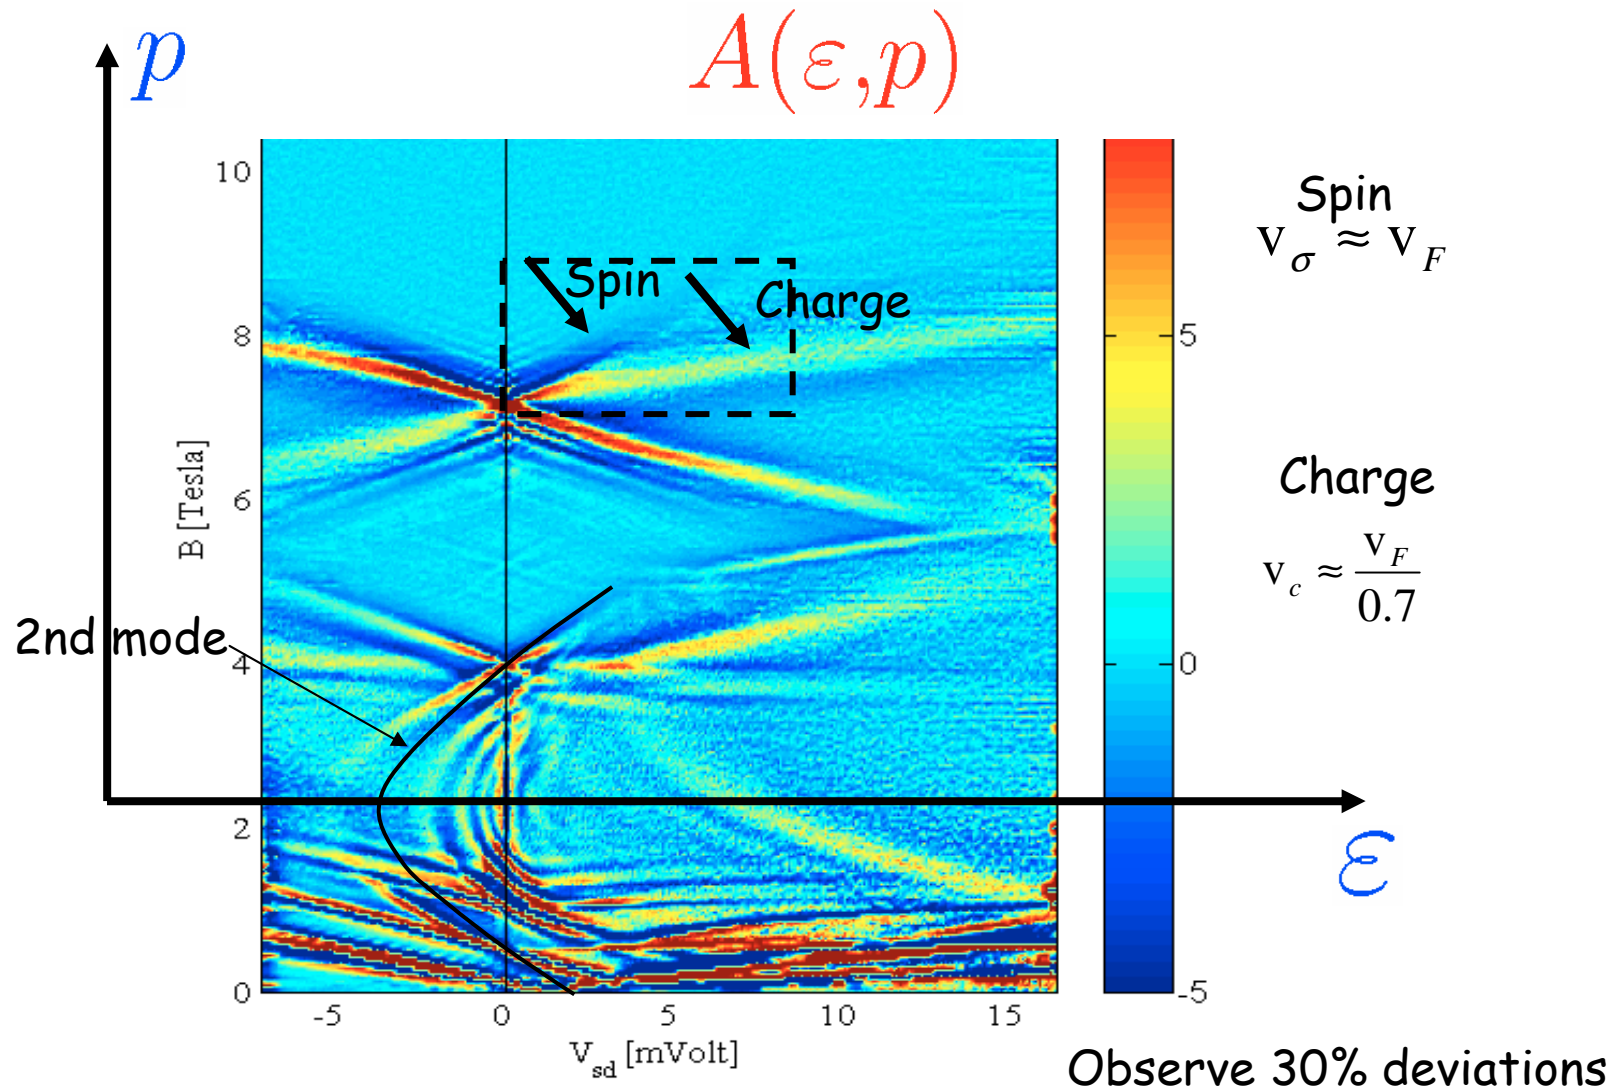 p
A(ε,p)
10
8
6
4
2
0
B [Tesla]
-5
0
5
10
15
V_sd [mVolt]
Spin
Charge
2nd mode
5
0
-5
Spin
v_σ ≈ v_F
Charge
v_c ≈ v_F / 0.7
ε
Observe 30% deviations